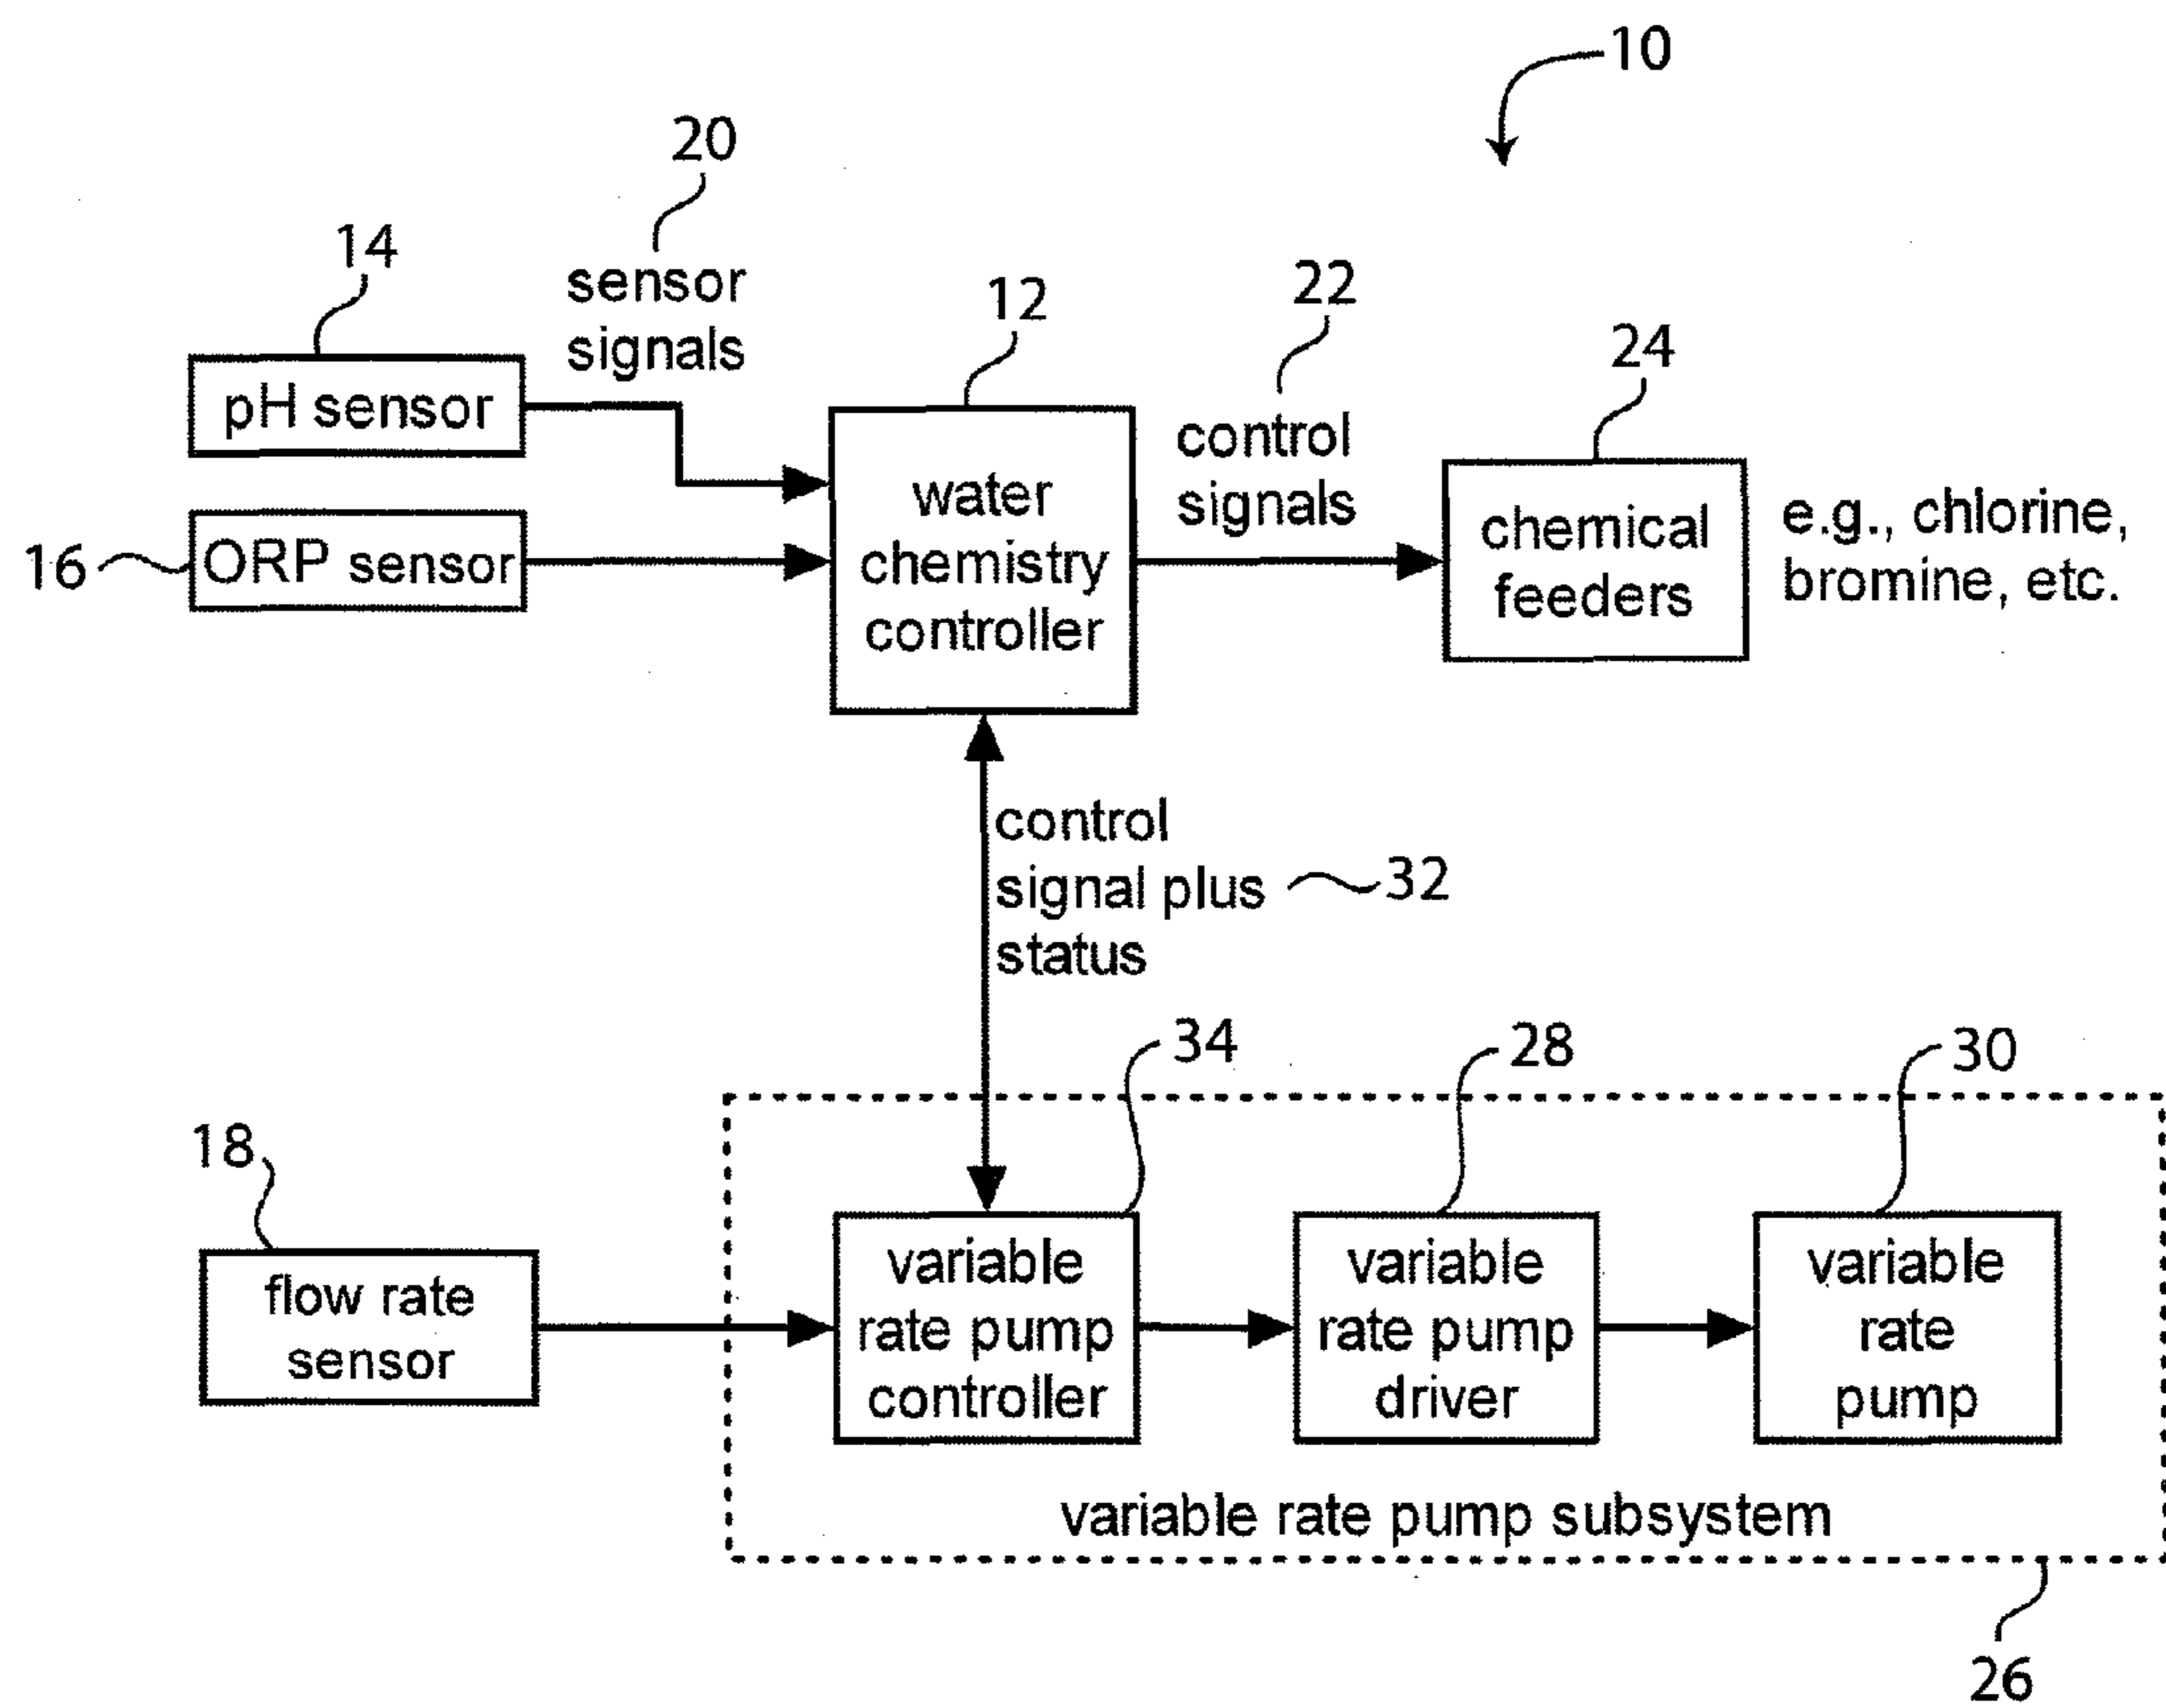 10
20
14
sensor
signals
12
22
24
pH sensor
control
signals
water
chemistry
controller
chemical
feeders
e.g., chlorine,
bromine, etc.
16
ORP sensor
control
signal plus
status
32
34
28
30
18
flow rate
sensor
variable
rate pump
controller
variable
rate pump
driver
variable
rate
pump
variable rate pump subsystem
26